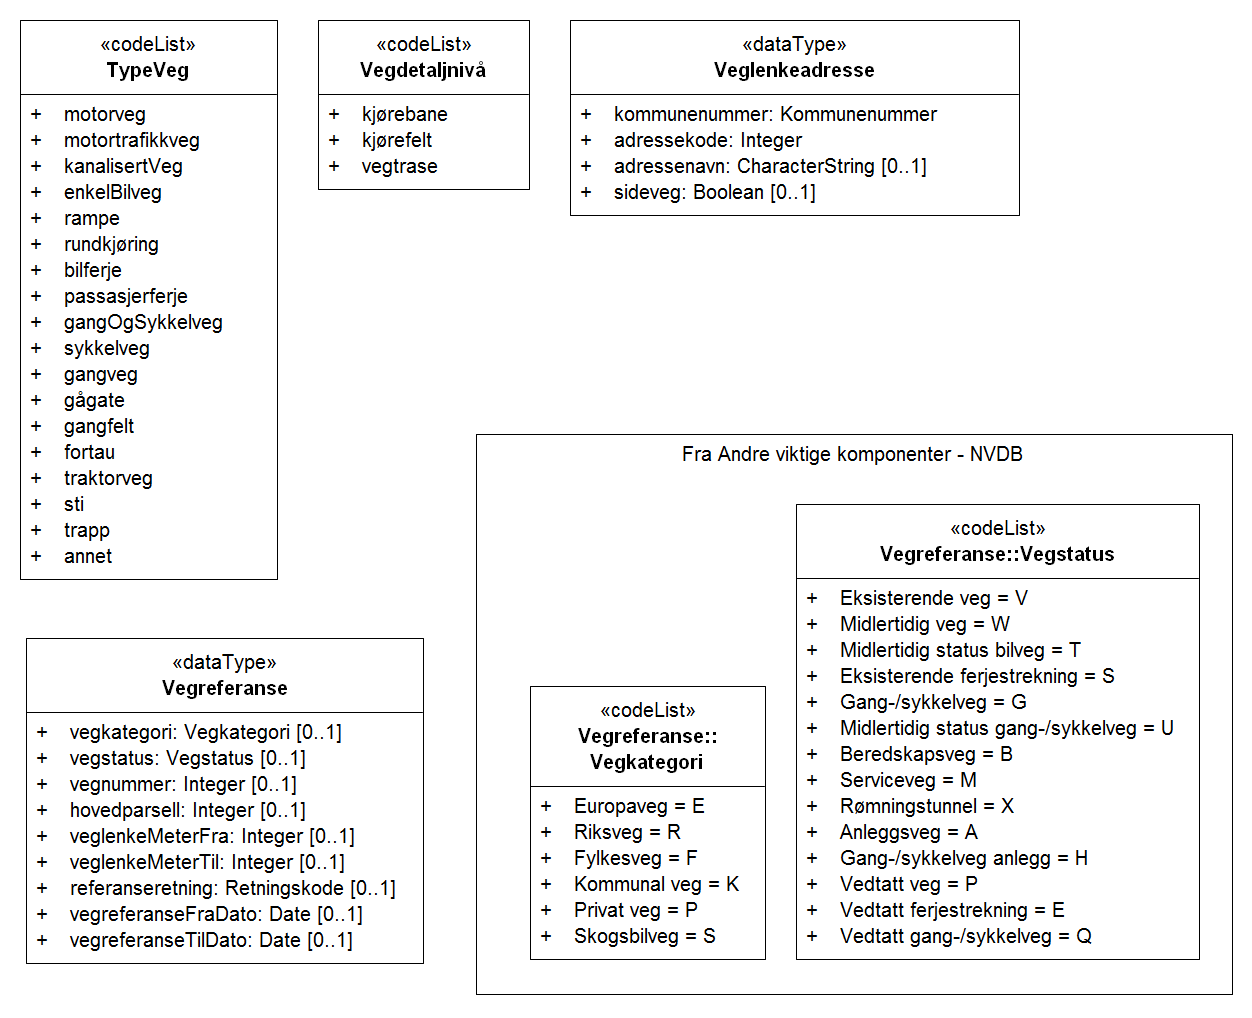 «codeList»
TypeVeg
+ motorveg
+ motortrafikkveg
+ kanalisertVeg
+ enkelBilveg
+ rampe
+ rundkjøring
+ bilferje
+ passasjerferje
+ gangOgSykkelveg
+ sykkelveg
+ gangveg
+ gågate
+ gangfelt
+ fortau
+ traktorveg
+ sti
+ trapp
+ annet
«codeList»
Vegdetaljnivå
+ kjørebane
+ kjørefelt
+ vegtrase
«dataType»
Veglenkeadresse
+ kommunenummer: Kommunenummer
+ adressekode: Integer
+ adressenavn: CharacterString [0..1]
+ sideveg: Boolean [0..1]
«dataType»
Vegreferanse
+ vegkategori: Vegkategori [0..1]
+ vegstatus: Vegstatus [0..1]
+ vegnummer: Integer [0..1]
+ hovedparsell: Integer [0..1]
+ veglenkeMeterFra: Integer [0..1]
+ veglenkeMeterTil: Integer [0..1]
+ referanseretning: Retningskode [0..1]
+ vegreferanseFraDato: Date [0..1]
+ vegreferanseTilDato: Date [0..1]
Fra Andre viktige komponenter - NVDB
«codeList»
Vegreferanse::
Vegkategori
+ Europaveg = E
+ Riksveg = R
+ Fylkesveg = F
+ Kommunal veg = K
+ Privat veg = P
+ Skogsbilveg = S
«codeList»
Vegreferanse::Vegstatus
+ Eksisterende veg = V
+ Midlertidig veg = W
+ Midlertidig status bilveg = T
+ Eksisterende ferjestrekning = S
+ Gang-/sykkelveg = G
+ Midlertidig status gang-/sykkelveg = U
+ Beredskapsveg = B
+ Serviceveg = M
+ Rømningstunnel = X
+ Anleggsveg = A
+ Gang-/sykkelveg anlegg = H
+ Vedtatt veg = P
+ Vedtatt ferjestrekning = E
+ Vedtatt gang-/sykkelveg = Q